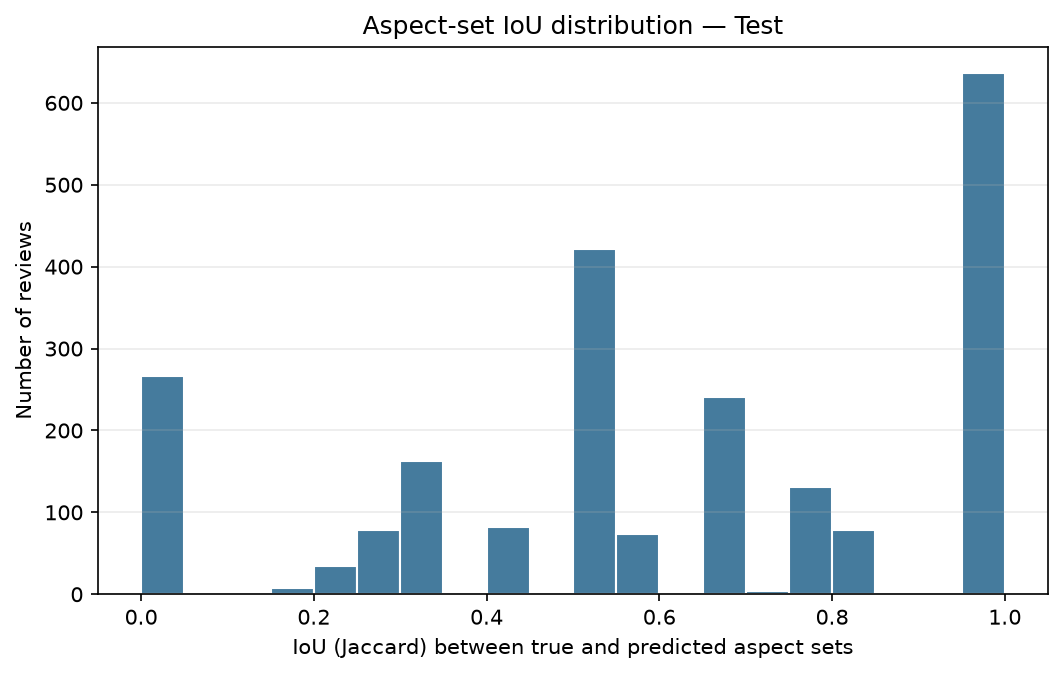 Aspect-set IoU distribution — Test
Number of reviews
600
500
400
300
200
100
0
0.0 0.2 0.4 0.6 0.8 1.0
IoU (Jaccard) between true and predicted aspect sets